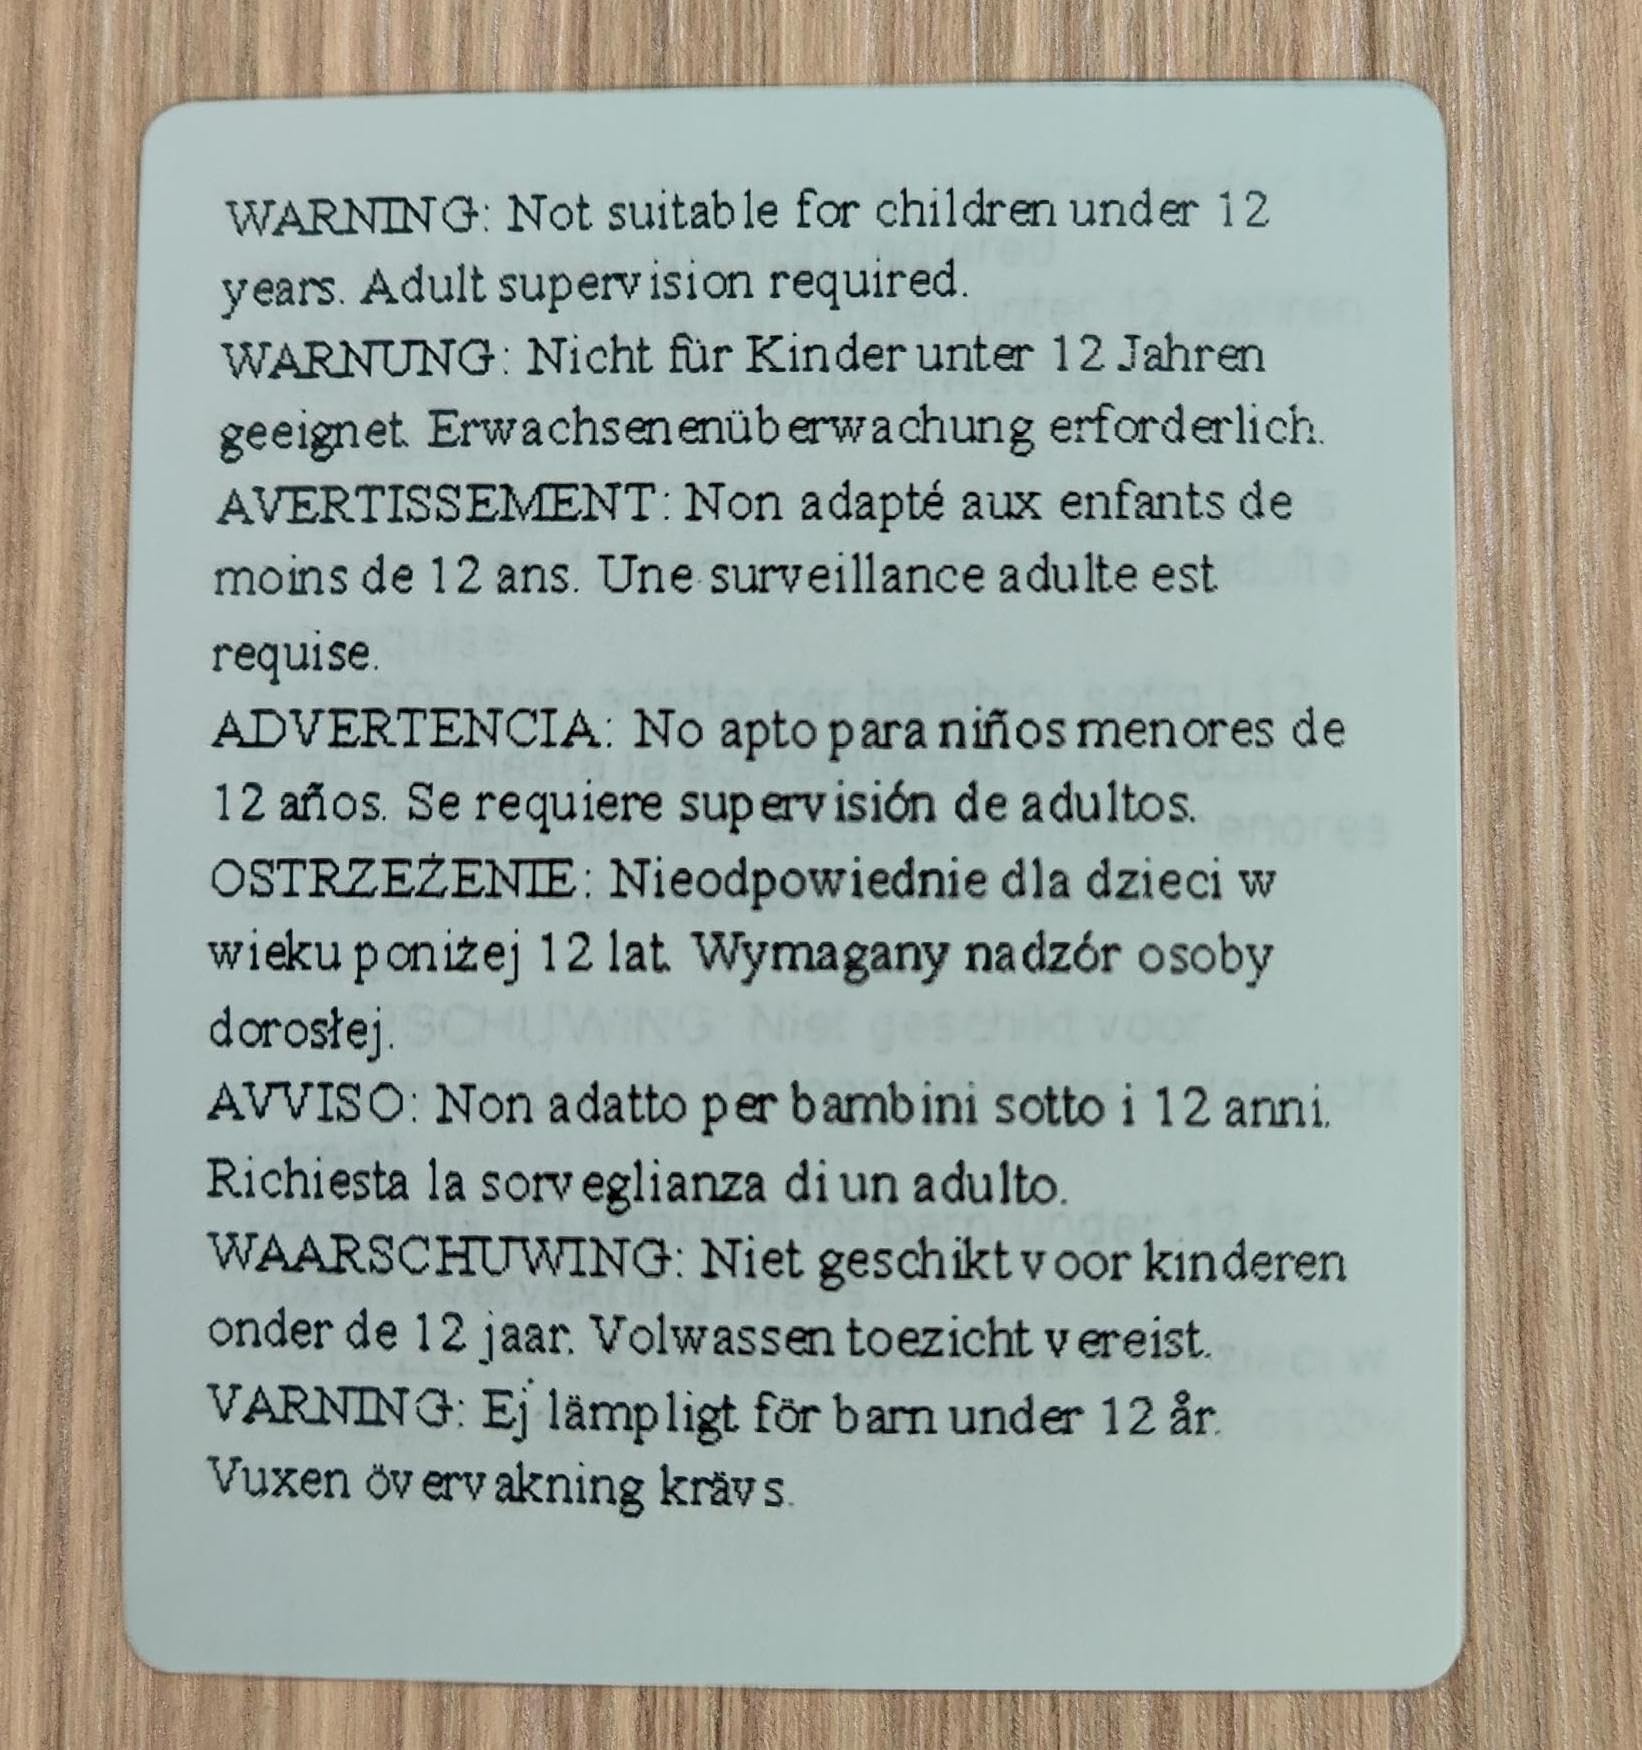 WARNING: Not suitable for children under 12
years. Adult supervision required.
WARNUNG: Nicht für Kinder unter 12 Jahren
geeignet. Erwachsenenüberwachung erforderlich.
AVERTISSEMENT: Non adapté aux enfants de
moins de 12 ans. Une surveillance adulte est
requise.
ADVERTENCIA: No apto para niños menores de
12 años. Se requiere supervisión de adultos.
OSTRZEŻENIE: Nieodpowiednie dla dzieci w
wieku poniżej 12 lat. Wymagany nadzór osoby
dorosłej.
AVVISO: Non adatto per bambini sotto i 12 anni.
Richiesta la sorveglianza di un adulto.
WAARSCHUWING: Niet geschikt voor kinderen
onder de 12 jaar. Volwassen toezicht vereist.
VARNING: Ej lämpligt för barn under 12 år.
Vuxen övervakning krävs.